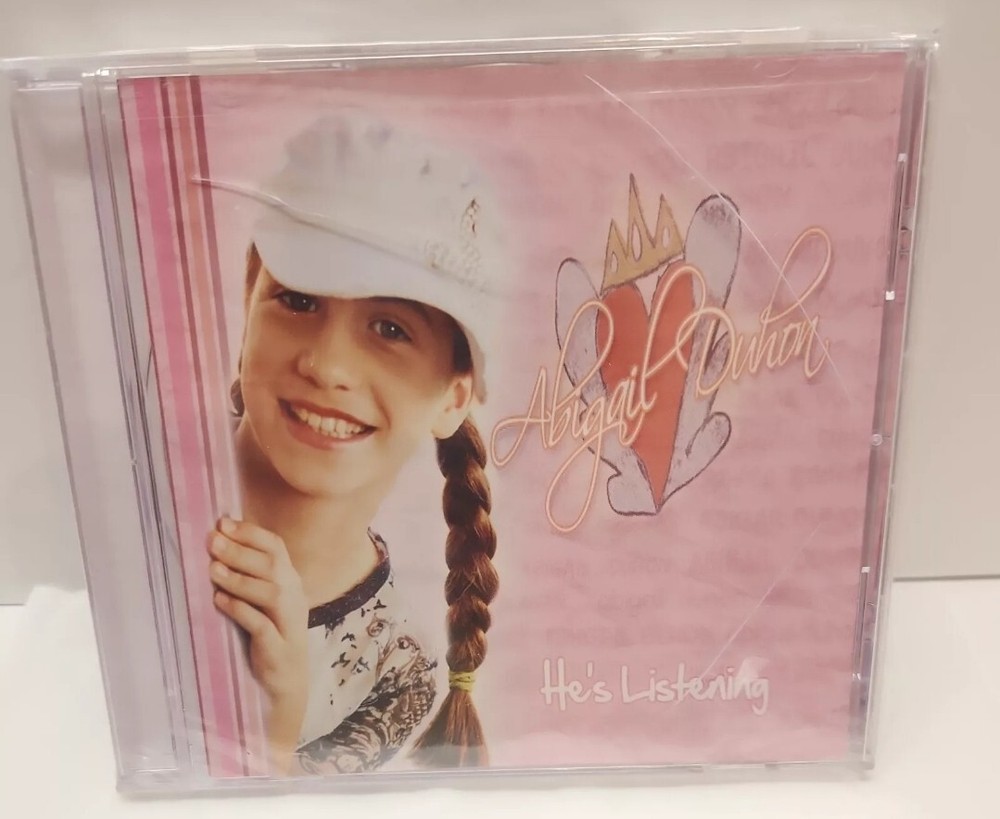 Abigail Duhon
He's Listening